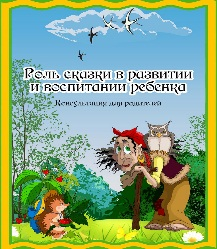 Роль сказки в развитии
и воспитании ребенка
Консультация для родителей